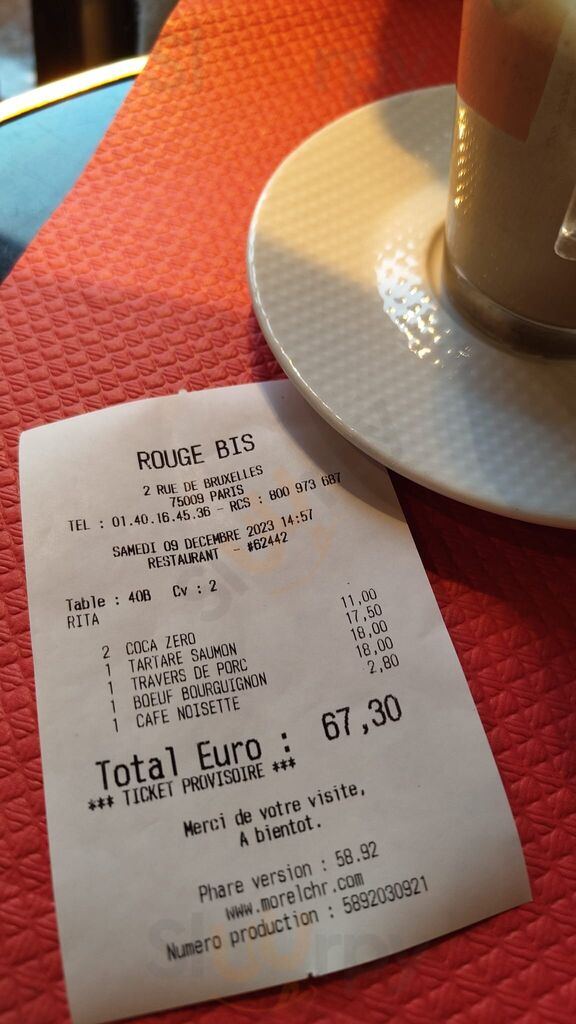 ROUGE BIS
2 RUE DE BRUXELLES
75009 PARIS
TEL : 01.40.16.45.36 - RCS : 800 973 687
SAMEDI 09 DECEMBRE 2023 14:57
RESTAURANT - #62442
Table : 40B Cv : 2
RITA
2 COCA ZERO 11,00
1 TARTARE SAUMON 17,50
1 TRAVERS DE PORC 18,00
1 BOEUF BOURGUIGNON 18,00
1 CAFE NOISETTE 2,80
Total Euro : 67,30
*** TICKET PROVISOIRE ***
Merci de votre visite,
A bientot.
Phare version : 58.92
www.morelchr.com
Numero production : 5892030921
Sluurpy